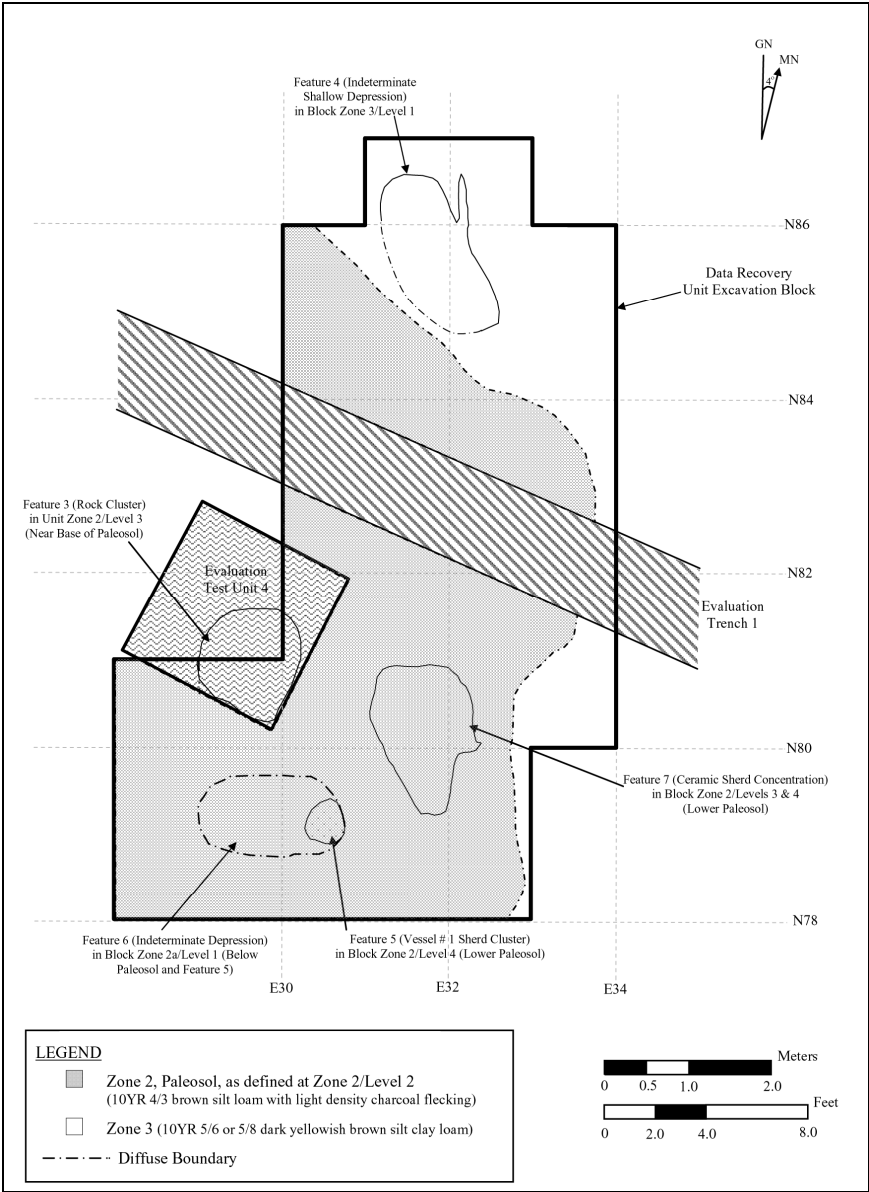 GN
MN
4°
Feature 4 (Indeterminate
Shallow Depression)
in Block Zone 3/Level 1
N86
Data Recovery
Unit Excavation Block
N84
Feature 3 (Rock Cluster)
in Unit Zone 2/Level 3
(Near Base of Paleosol)
Evaluation
Test Unit 4
N82
Evaluation
Trench 1
N80
Feature 7 (Ceramic Sherd Concentration)
in Block Zone 2/Levels 3 & 4
(Lower Paleosol)
N78
Feature 6 (Indeterminate Depression)
in Block Zone 2a/Level 1 (Below
Paleosol and Feature 5)
Feature 5 (Vessel # 1 Sherd Cluster)
in Block Zone 2/Level 4 (Lower Paleosol)
E30
E32
E34
LEGEND
Zone 2, Paleosol, as defined at Zone 2/Level 2
(10YR 4/3 brown silt loam with light density charcoal flecking)
Zone 3 (10YR 5/6 or 5/8 dark yellowish brown silt clay loam)
Diffuse Boundary
Meters
0 0.5 1.0 2.0
Feet
0 2.0 4.0 8.0